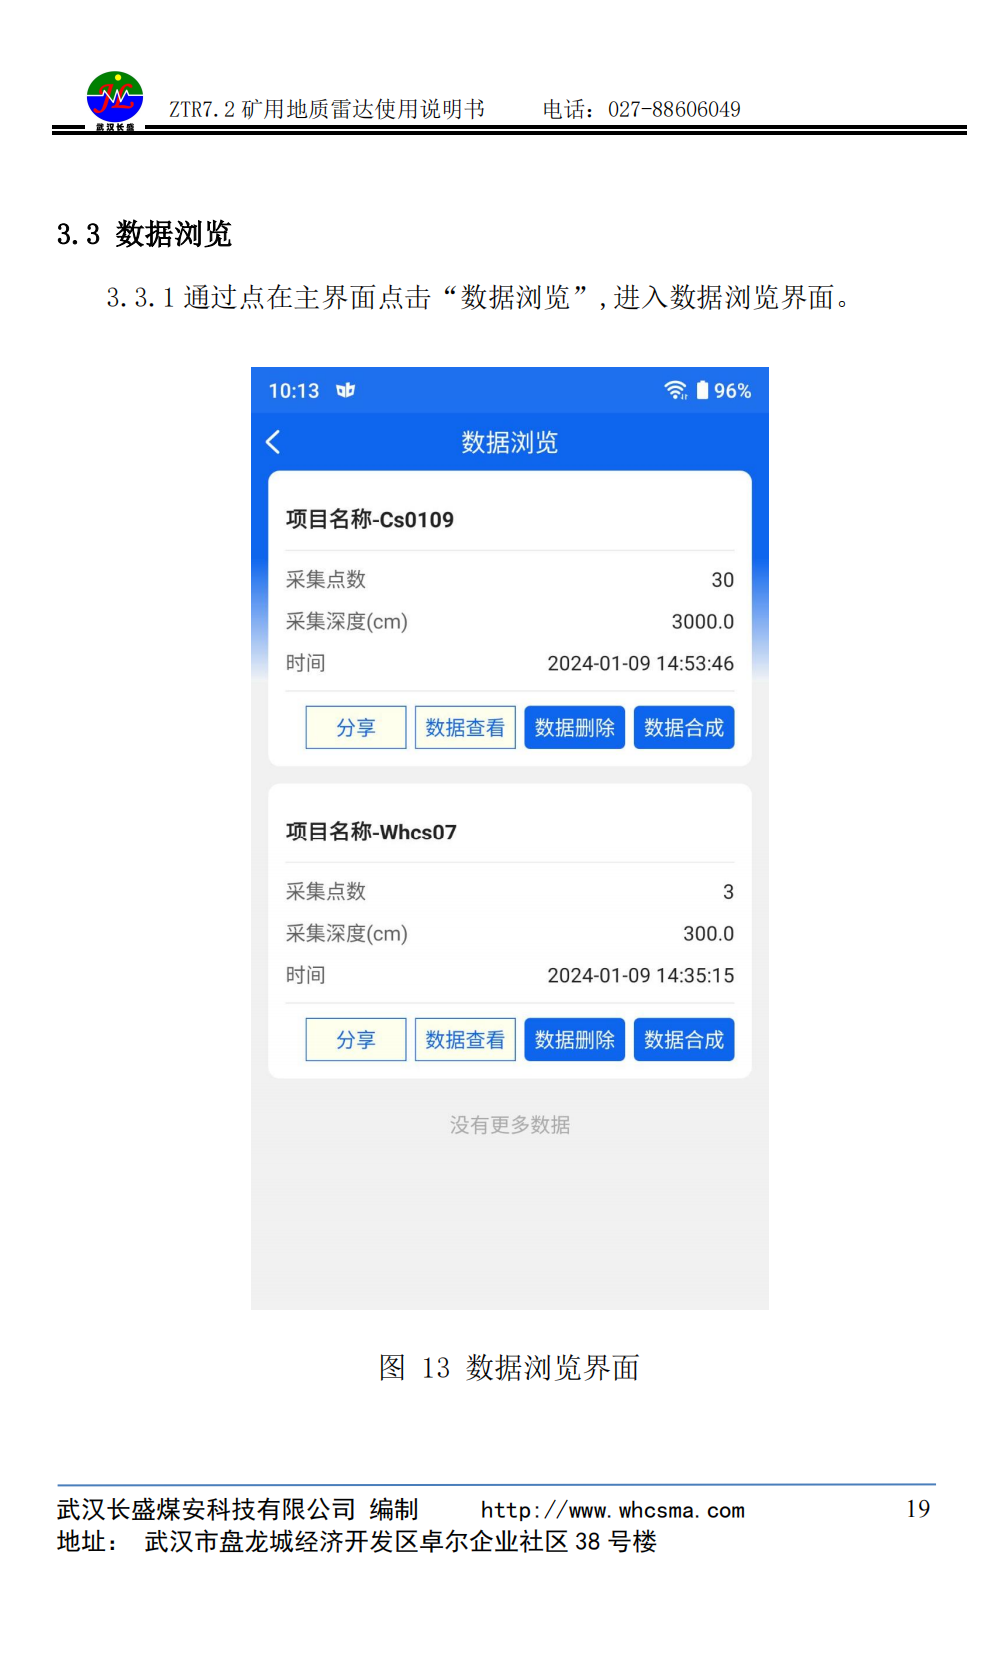 武汉长盛
ZTR7.2 矿用地质雷达使用说明书 电话：027-88606049
3.3 数据浏览
3.3.1 通过点在主界面点击“数据浏览”,进入数据浏览界面。
10:13 96%
数据浏览
项目名称-Cs0109
采集点数 30
采集深度(cm) 3000.0
时间 2024-01-09 14:53:46
分享 数据查看 数据删除 数据合成
项目名称-Whcs07
采集点数 3
采集深度(cm) 300.0
时间 2024-01-09 14:35:15
分享 数据查看 数据删除 数据合成
没有更多数据
图 13 数据浏览界面
武汉长盛煤安科技有限公司 编制 http://www.whcsma.com 19
地址： 武汉市盘龙城经济开发区卓尔企业社区 38 号楼